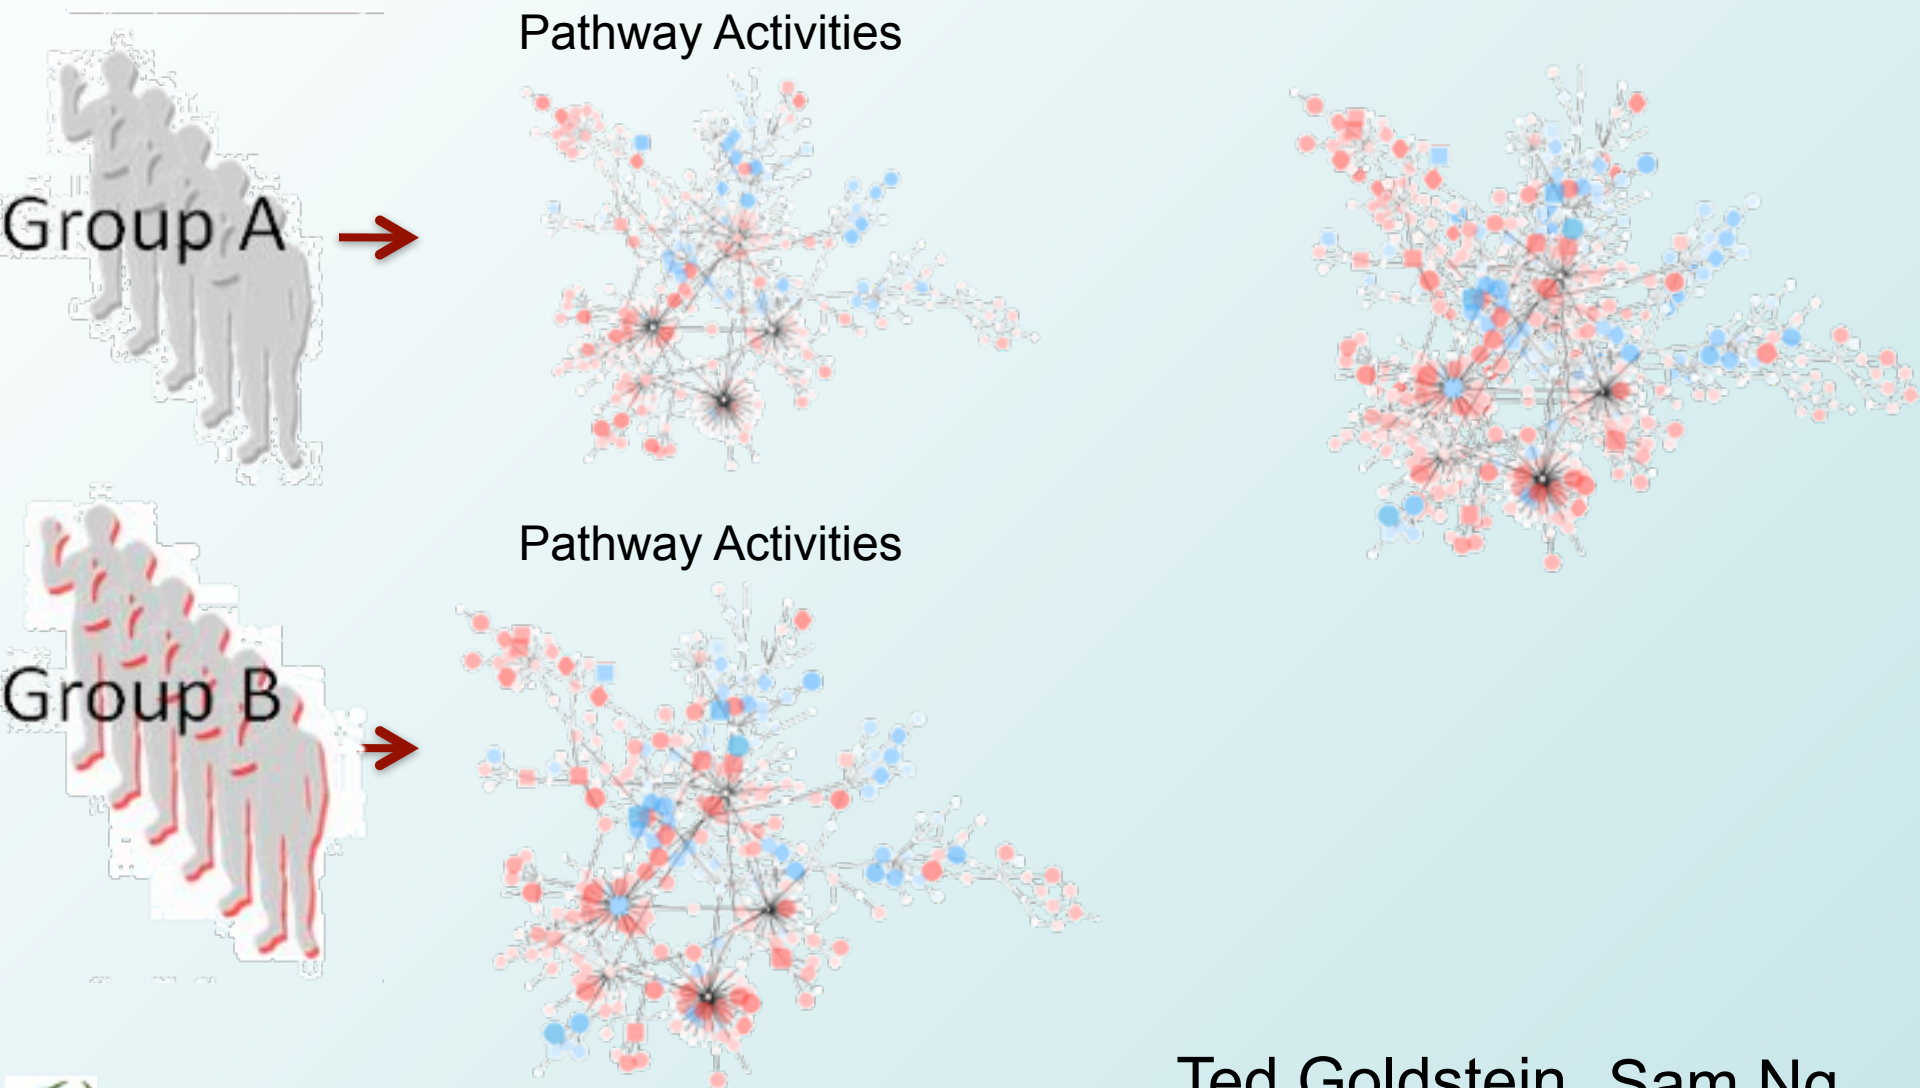 Pathway Activities
Group A
Pathway Activities
Group B
Ted Goldstein Sam Ng